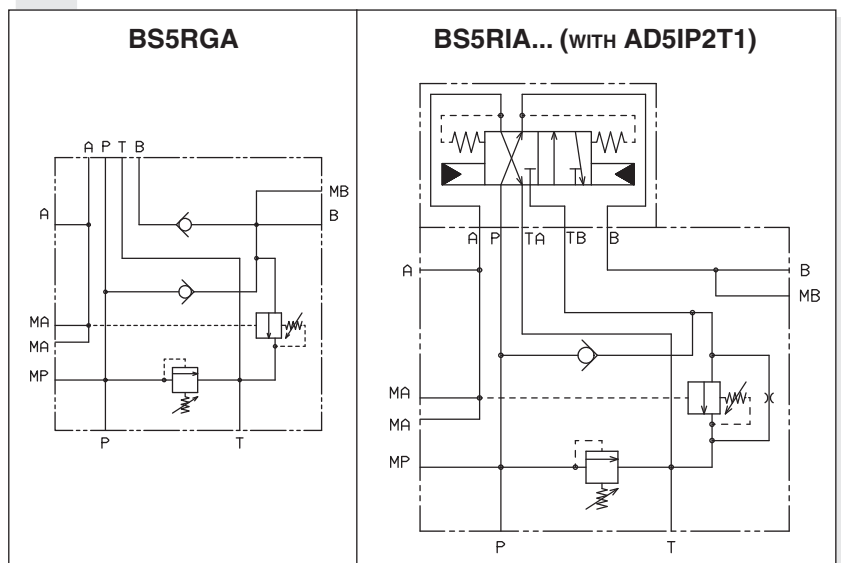 BS5RGA
A P T B
MB
A
B
MA
MA
MP
P
T
BS5RIA... (WITH AD5IP2T1)
A P TA TB B
A
B
MB
MA
MA
MP
P
T